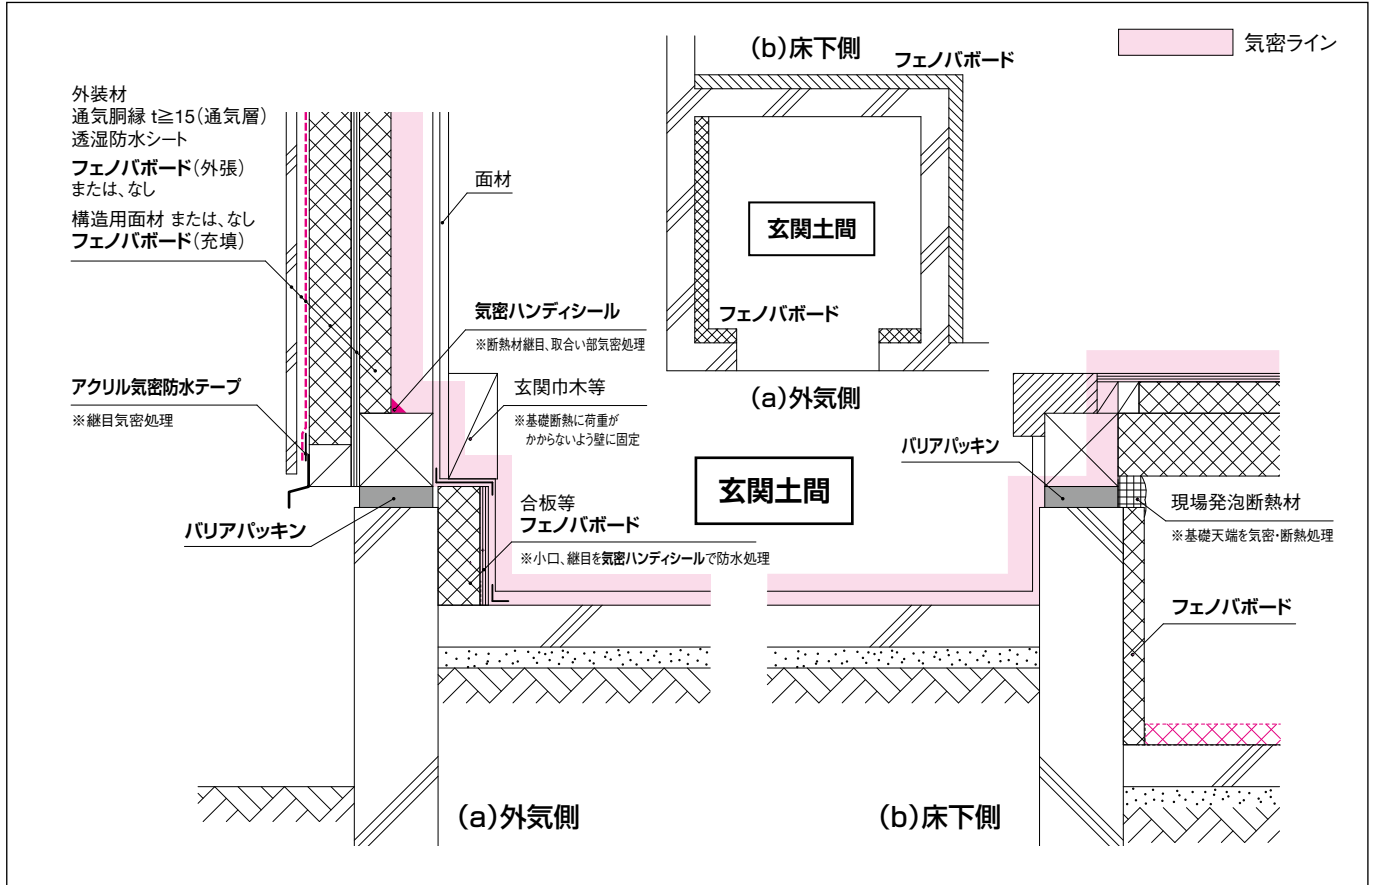 (b)床下側
フェノバボード
気密ライン
外装材
通気胴縁 t≧15(通気層)
透湿防水シート
フェノバボード(外張)
または、なし
構造用面材 または、なし
フェノバボード(充填)
面材
玄関土間
フェノバボード
気密ハンディシール
※断熱材継目、取合い部気密処理
(a)外気側
アクリル気密防水テープ
※継目気密処理
玄関巾木等
※基礎断熱に荷重が
かからないよう壁に固定
バリアパッキン
玄関土間
合板等
フェノバボード
※小口、継目を気密ハンディシールで防水処理
バリアパッキン
現場発泡断熱材
※基礎天端を気密・断熱処理
フェノバボード
(a)外気側
(b)床下側